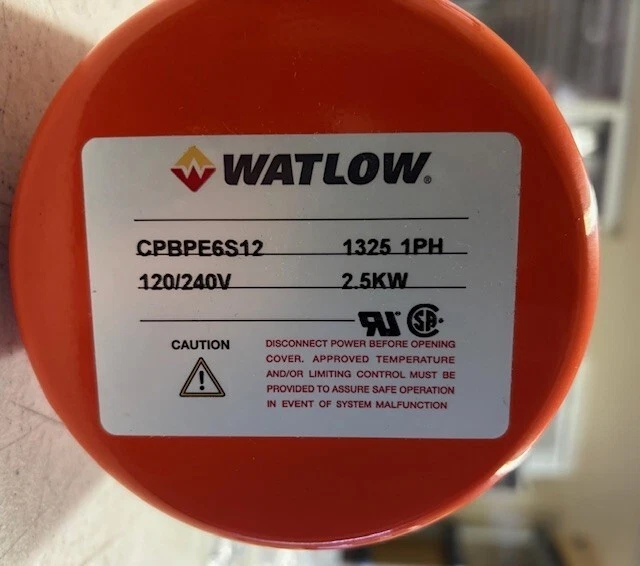 WATLOW®
CPBPE6S12 1325 1PH
120/240V 2.5KW
CAUTION
DISCONNECT POWER BEFORE OPENING
COVER. APPROVED TEMPERATURE
AND/OR LIMITING CONTROL MUST BE
PROVIDED TO ASSURE SAFE OPERATION
IN EVENT OF SYSTEM MALFUNCTION